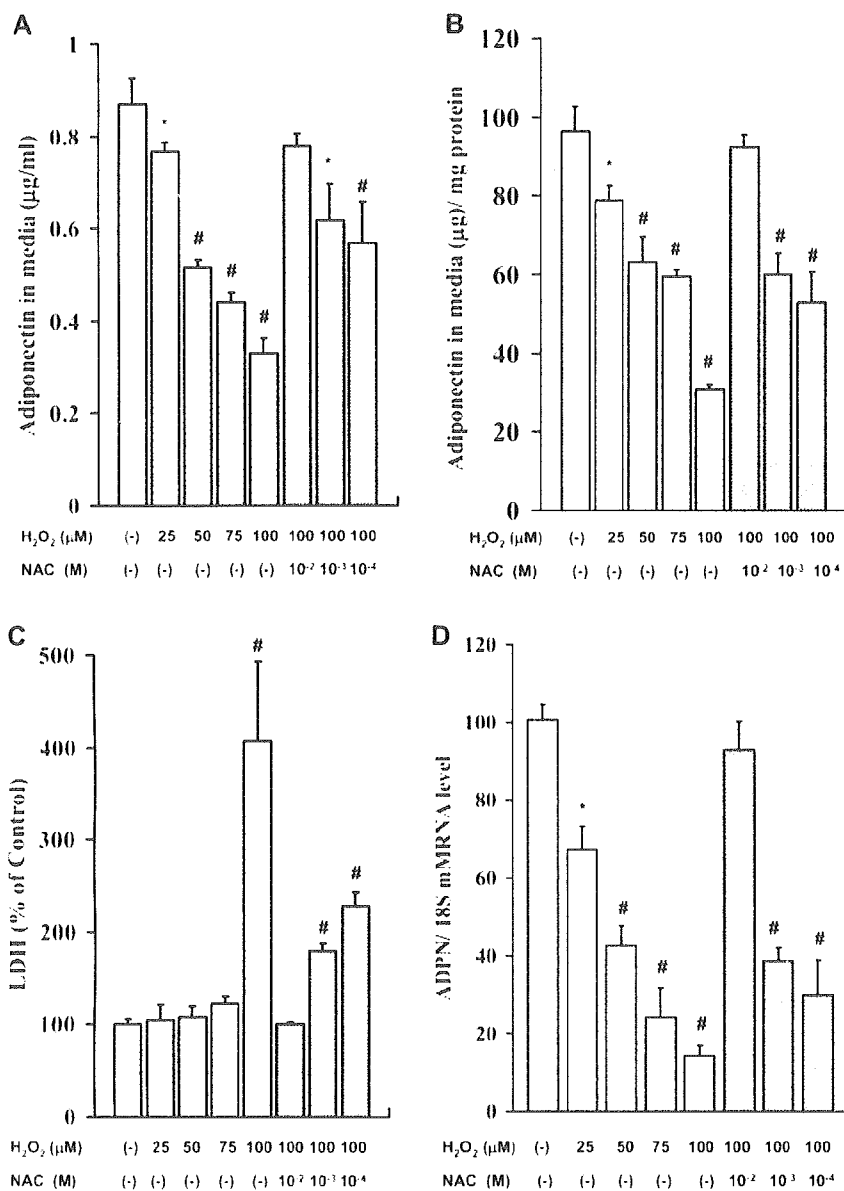 A
Adiponectin in media (µg/ml)
1
0.8
0.6
0.4
0.2
0
*
#
#
#
*
#
H₂O₂ (µM) (-) 25 50 75 100 100 100 100
NAC (M) (-) (-) (-) (-) (-) 10⁻² 10⁻³ 10⁻⁴
B
Adiponectin in media (µg)/ mg protein
120
100
80
60
40
20
0
*
#
#
#
#
#
H₂O₂ (µM) (-) 25 50 75 100 100 100 100
NAC (M) (-) (-) (-) (-) (-) 10⁻² 10⁻³ 10⁻⁴
C
LDH (% of Control)
500
400
300
200
100
0
#
#
#
H₂O₂ (µM) (-) 25 50 75 100 100 100 100
NAC (M) (-) (-) (-) (-) (-) 10⁻² 10⁻³ 10⁻⁴
D
ADPN/ 18S mMRNA level
120
100
80
60
40
20
0
*
#
#
#
#
#
H₂O₂ (µM) (-) 25 50 75 100 100 100 100
NAC (M) (-) (-) (-) (-) (-) 10⁻² 10⁻³ 10⁻⁴